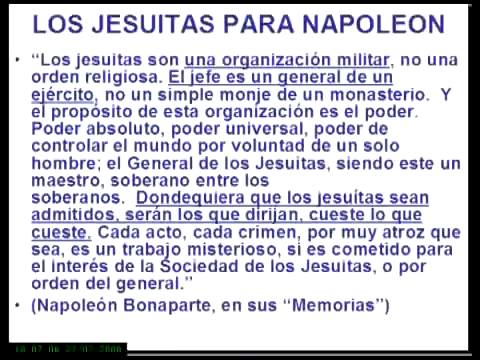 LOS JESUITAS PARA NAPOLEON
• “Los jesuitas son una organización militar, no una
orden religiosa. El jefe es un general de un
ejército, no un simple monje de un monasterio. Y
el propósito de esta organización es el poder.
Poder absoluto, poder universal, poder de
controlar el mundo por voluntad de un solo
hombre; el General de los Jesuitas, siendo este un
maestro, soberano entre los
soberanos. Dondequiera que los jesuítas sean
admitidos, serán los que dirijan, cueste lo que
cueste. Cada acto, cada crimen, por muy atroz que
sea, es un trabajo misterioso, si es cometido para
el interés de la Sociedad de los Jesuitas, o por
orden del general.”
• (Napoleón Bonaparte, en sus “Memorias”)